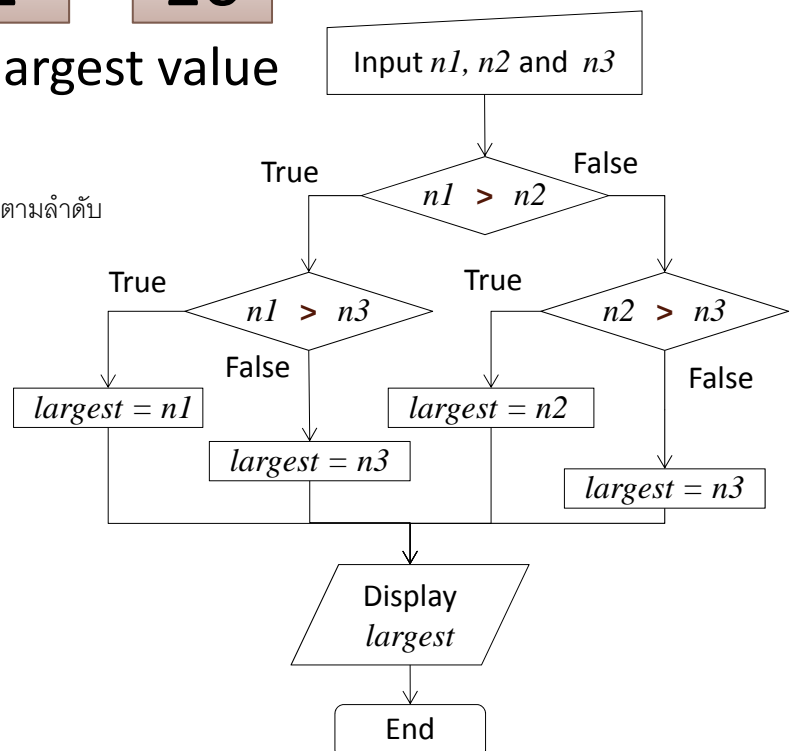 argest value
Input n1, n2 and n3
ตามลำดับ
True
False
n1 > n2
True
True
n1 > n3
n2 > n3
False
False
largest = n1
largest = n2
largest = n3
largest = n3
Display
largest
End